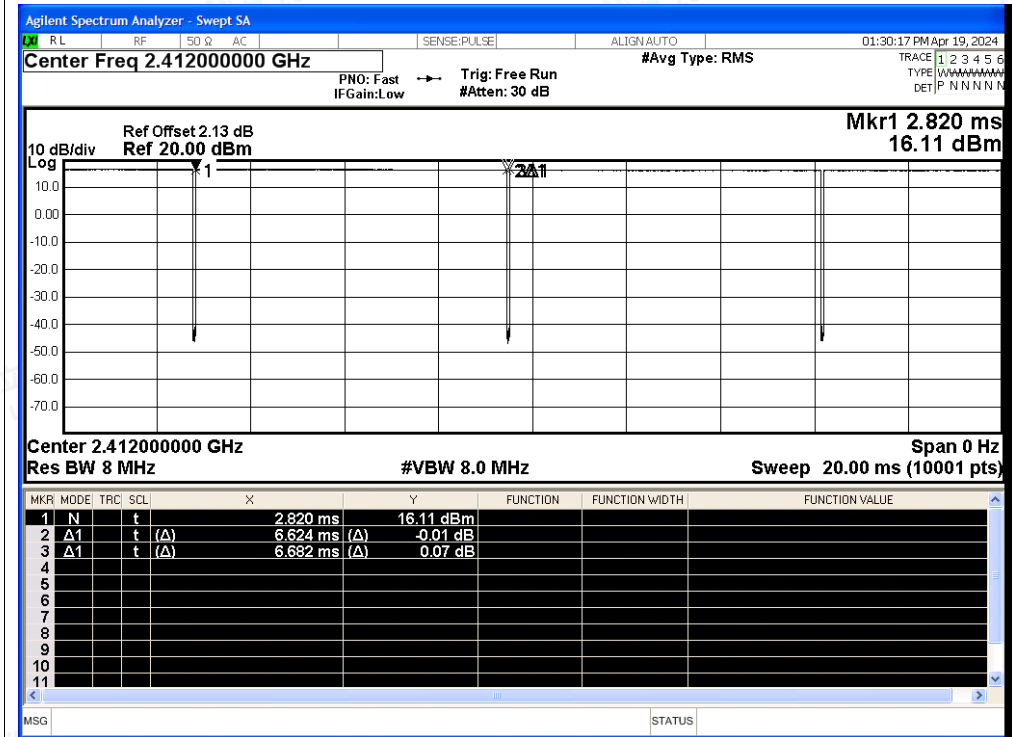 Agilent Spectrum Analyzer - Swept SA
LXI RL RF 50 Ω AC SENSE:PULSE ALIGN AUTO 01:30:17 PM Apr 19, 2024
Center Freq 2.412000000 GHz
#Avg Type: RMS
TRACE 1 2 3 4 5 6
PNO: Fast Trig: Free Run
TYPE
IFGain:Low #Atten: 30 dB
DET P N N N N N
Mkr1 2.820 ms
16.11 dBm
Ref Offset 2.13 dB
10 dB/div Ref 20.00 dBm
Log
1
10.0
0.00
-10.0
-20.0
-30.0
-40.0
-50.0
-60.0
-70.0
Center 2.412000000 GHz Span 0 Hz
Res BW 8 MHz #VBW 8.0 MHz Sweep 20.00 ms (10001 pts)
MKR MODE TRC SCL X Y FUNCTION FUNCTION WIDTH FUNCTION VALUE
1 N t 2.820 ms 16.11 dBm
2 Δ1 t (Δ) 6.624 ms (Δ) -0.01 dB
3 Δ1 t (Δ) 6.682 ms (Δ) 0.07 dB
4
5
6
7
8
9
10
11
MSG STATUS